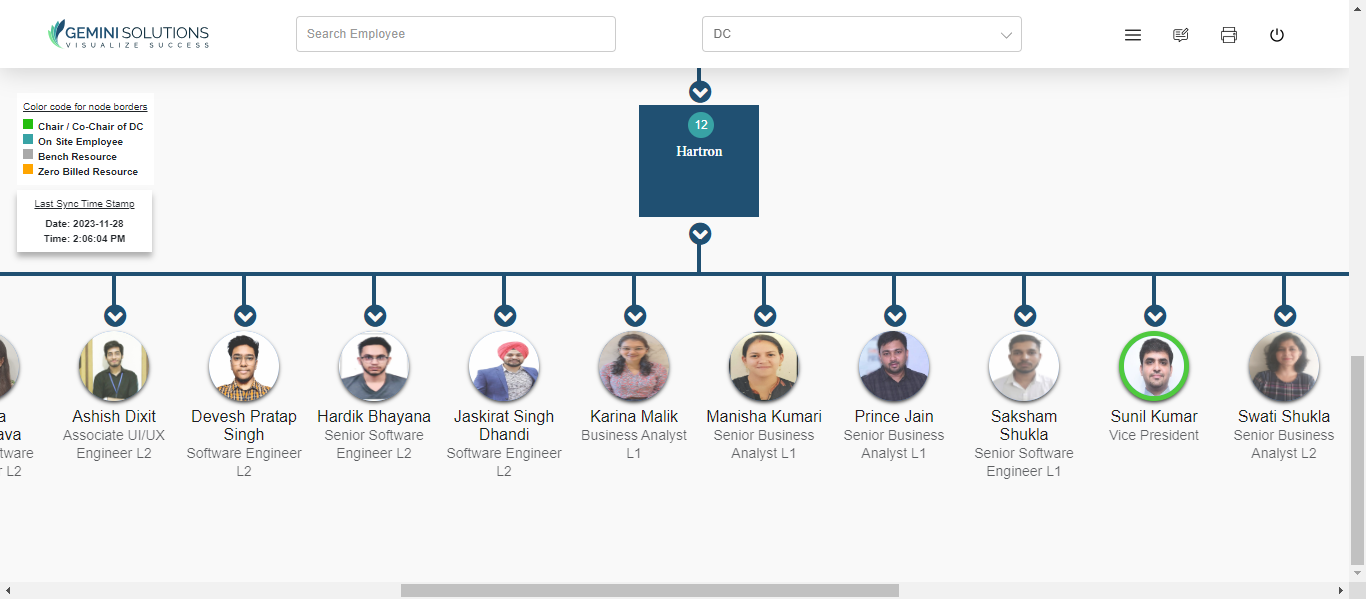 GEMINI SOLUTIONS
VISUALIZE SUCCESS
Search Employee
DC
Color code for node borders
Chair / Co-Chair of DC
On Site Employee
Bench Resource
Zero Billed Resource
Last Sync Time Stamp
Date: 2023-11-28
Time: 2:06:04 PM
12
Hartron
Ashish Dixit
Associate UI/UX
Engineer L2
Devesh Pratap
Singh
Software Engineer
L2
Hardik Bhayana
Senior Software
Engineer L2
Jaskirat Singh
Dhandi
Software Engineer
L2
Karina Malik
Business Analyst
L1
Manisha Kumari
Senior Business
Analyst L1
Prince Jain
Senior Business
Analyst L1
Saksham
Shukla
Senior Software
Engineer L1
Sunil Kumar
Vice President
Swati Shukla
Senior Business
Analyst L2
L2